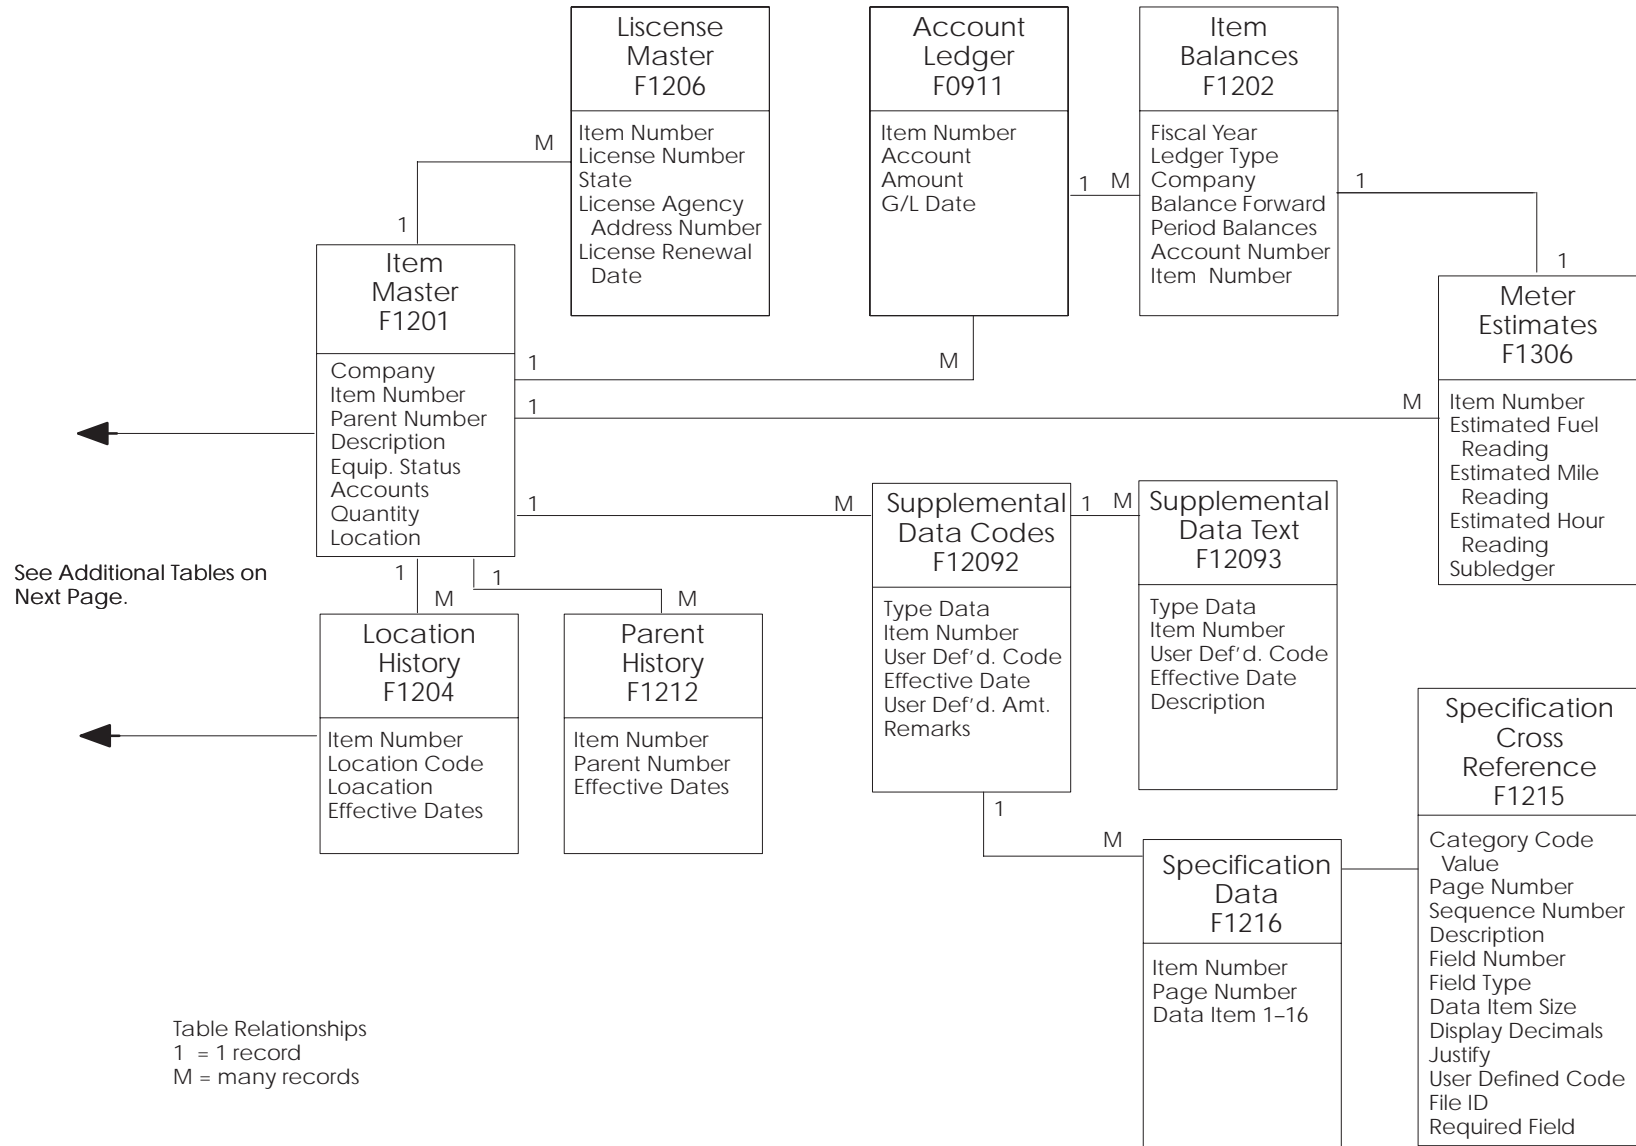 Liscense
Master
F1206
Item Number
License Number
State
License Agency
Address Number
License Renewal
Date
Account
Ledger
F0911
Item Number
Account
Amount
G/L Date
Item
Balances
F1202
Fiscal Year
Ledger Type
Company
Balance Forward
Period Balances
Account Number
Item Number
M
1
1
M
1
1
Item
Master
F1201
Company
Item Number
Parent Number
Description
Equip. Status
Accounts
Quantity
Location
1
M
1
M
1
M
Meter
Estimates
F1306
Item Number
Estimated Fuel
Reading
Estimated Mile
Reading
Estimated Hour
Reading
Subledger
Supplemental
Data Codes
F12092
Type Data
Item Number
User Def'd. Code
Effective Date
User Def'd. Amt.
Remarks
1
M
Supplemental
Data Text
F12093
Type Data
Item Number
User Def'd. Code
Effective Date
Description
See Additional Tables on
Next Page.
1
M
1
M
Location
History
F1204
Item Number
Location Code
Loacation
Effective Dates
Parent
History
F1212
Item Number
Parent Number
Effective Dates
1
M
Specification
Data
F1216
Item Number
Page Number
Data Item 1–16
Specification
Cross
Reference
F1215
Category Code
Value
Page Number
Sequence Number
Description
Field Number
Field Type
Data Item Size
Display Decimals
Justify
User Defined Code
File ID
Required Field
Table Relationships
1 = 1 record
M = many records